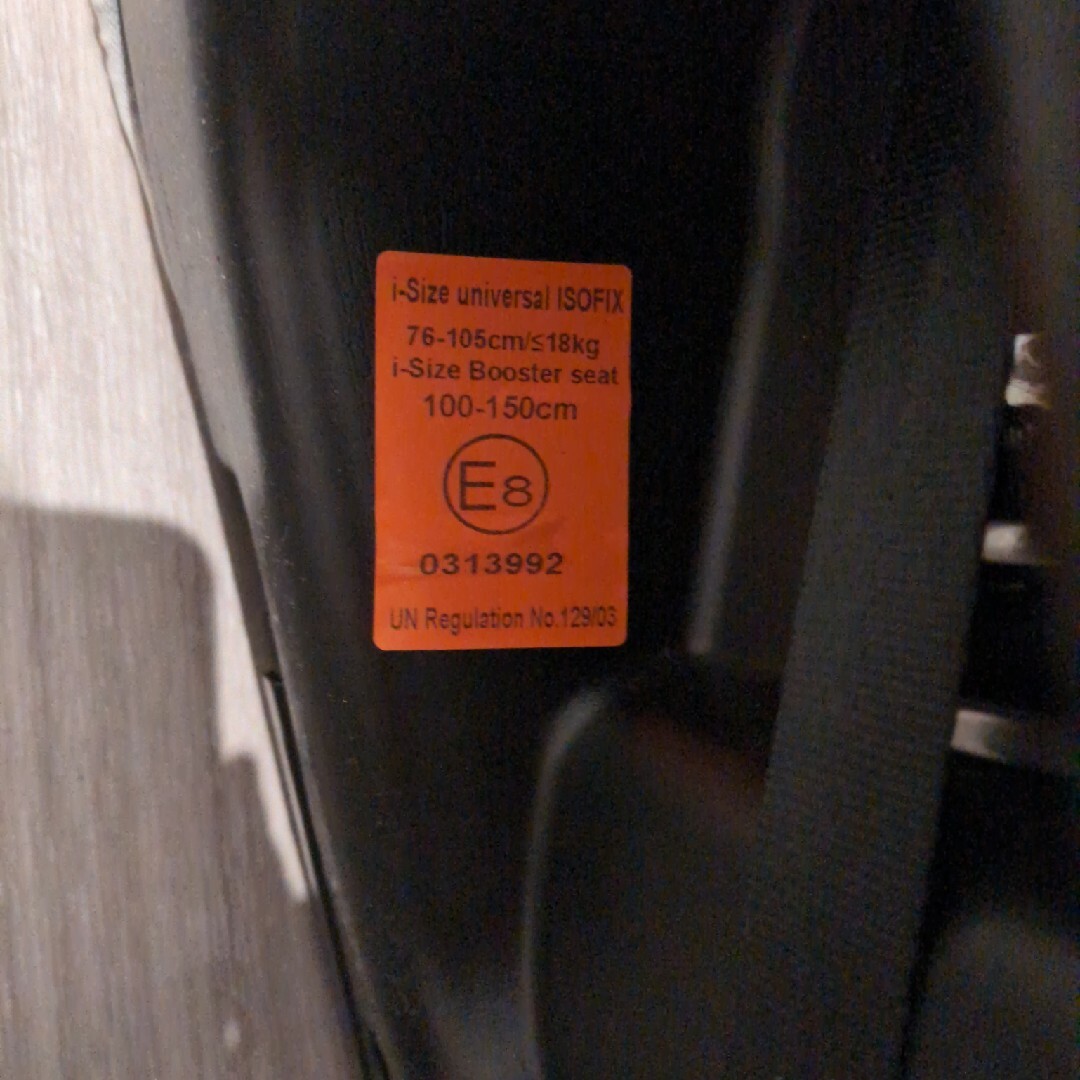 i-Size universal ISOFIX
76-105cm/≤18kg
i-Size Booster seat
100-150cm
E8
0313992
UN Regulation No.129/03